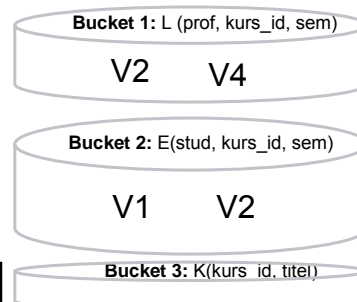 Bucket 1: L (prof, kurs_id, sem)
V2 V4
Bucket 2: E(stud, kurs_id, sem)
V1 V2
Bucket 3: K(kurs_id, titel)